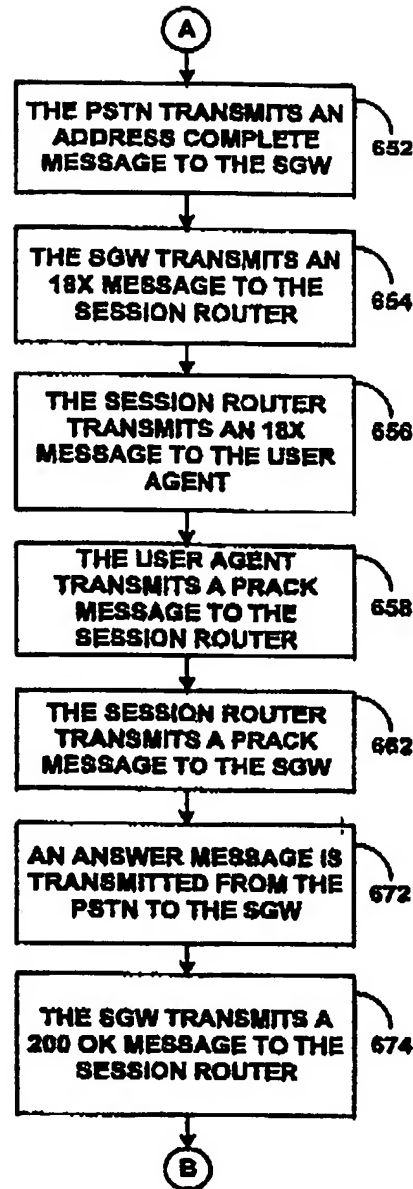 A
THE PSTN TRANSMITS AN
ADDRESS COMPLETE
MESSAGE TO THE SGW
652
THE SGW TRANSMITS AN
18X MESSAGE TO THE
SESSION ROUTER
654
THE SESSION ROUTER
TRANSMITS AN 18X
MESSAGE TO THE USER
AGENT
656
THE USER AGENT
TRANSMITS A PRACK
MESSAGE TO THE
SESSION ROUTER
658
THE SESSION ROUTER
TRANSMITS A PRACK
MESSAGE TO THE SGW
662
AN ANSWER MESSAGE IS
TRANSMITTED FROM THE
PSTN TO THE SGW
672
THE SGW TRANSMITS A
200 OK MESSAGE TO THE
SESSION ROUTER
674
B